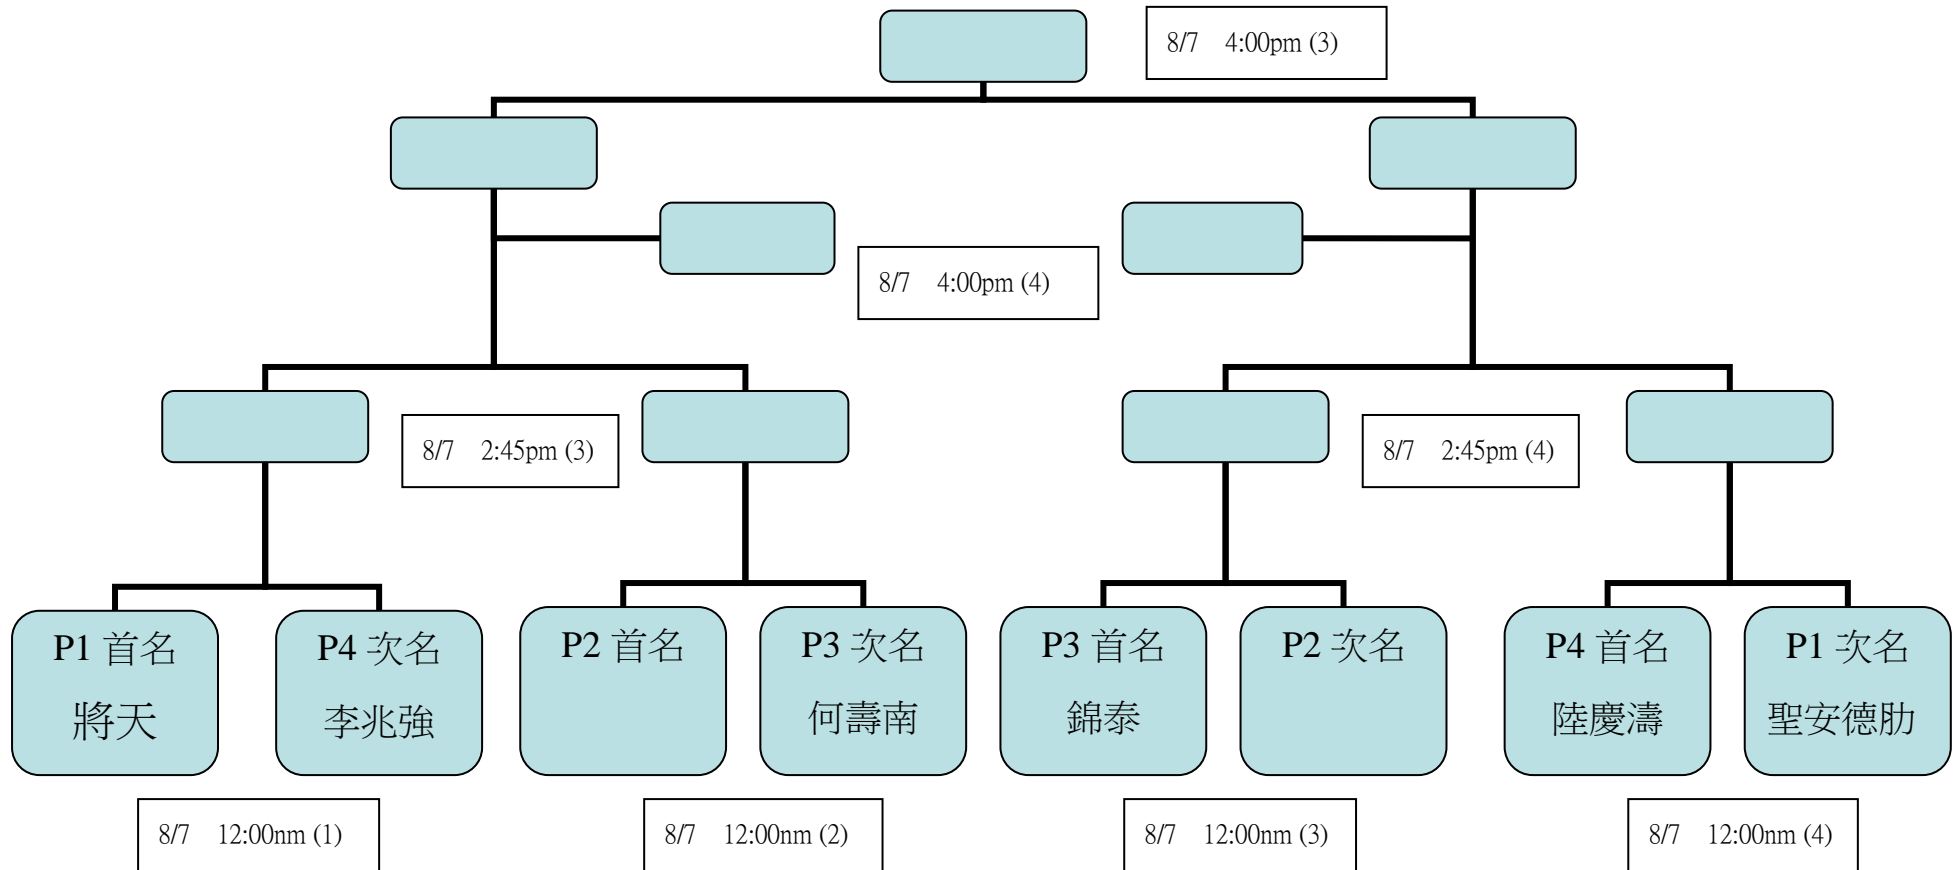 8/7 4:00pm (3)
8/7 4:00pm (4)
8/7 2:45pm (3)
8/7 2:45pm (4)
P1 首名
將天
P4 次名
李兆強
P2 首名
P3 次名
何壽南
P3 首名
錦泰
P2 次名
P4 首名
陸慶濤
P1 次名
聖安德肋
8/7 12:00nm (1)
8/7 12:00nm (2)
8/7 12:00nm (3)
8/7 12:00nm (4)